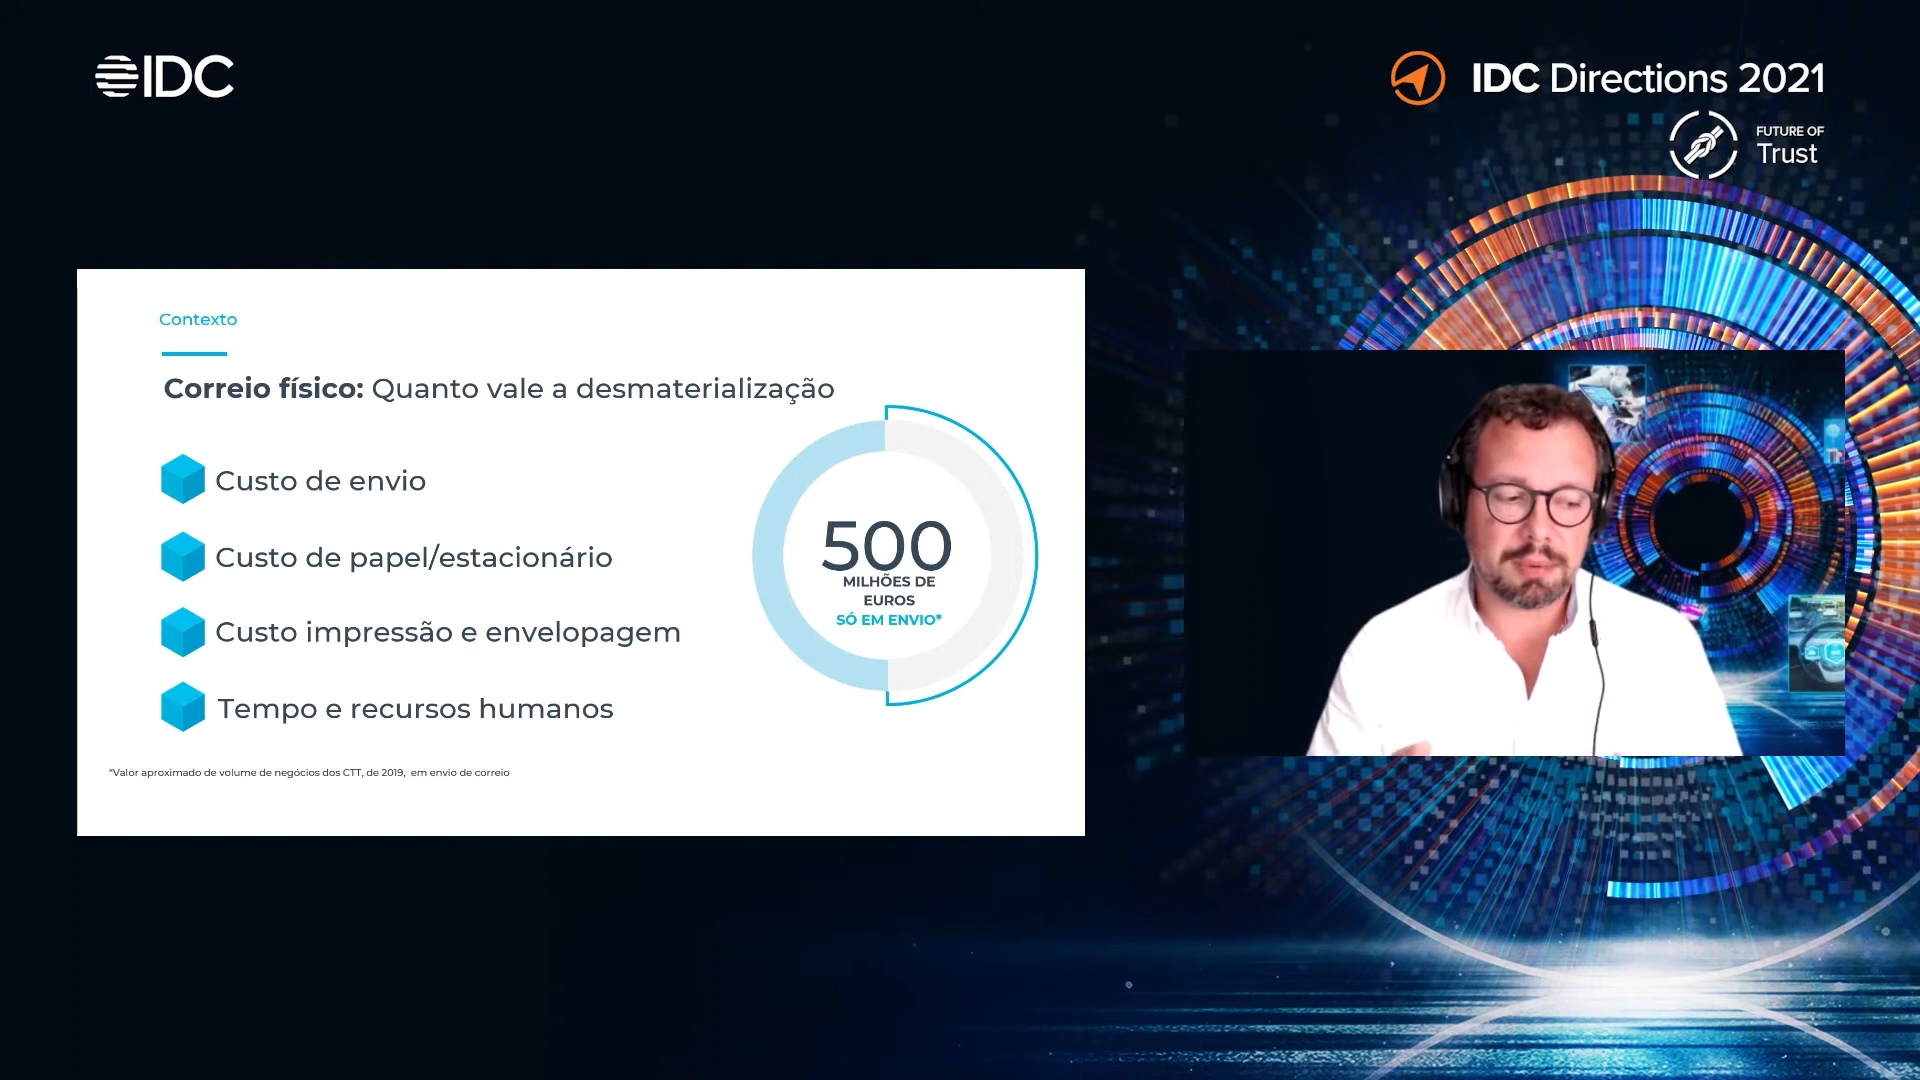 IDC
IDC Directions 2021
FUTURE OF
Trust
Contexto
Correio físico: Quanto vale a desmaterialização
Custo de envio
Custo de papel/estacionário
Custo impressão e envelopagem
Tempo e recursos humanos
500
MILHÕES DE
EUROS
SÓ EM ENVIO*
*Valor aproximado de volume de negócios dos CTT, de 2019, em envio de correio